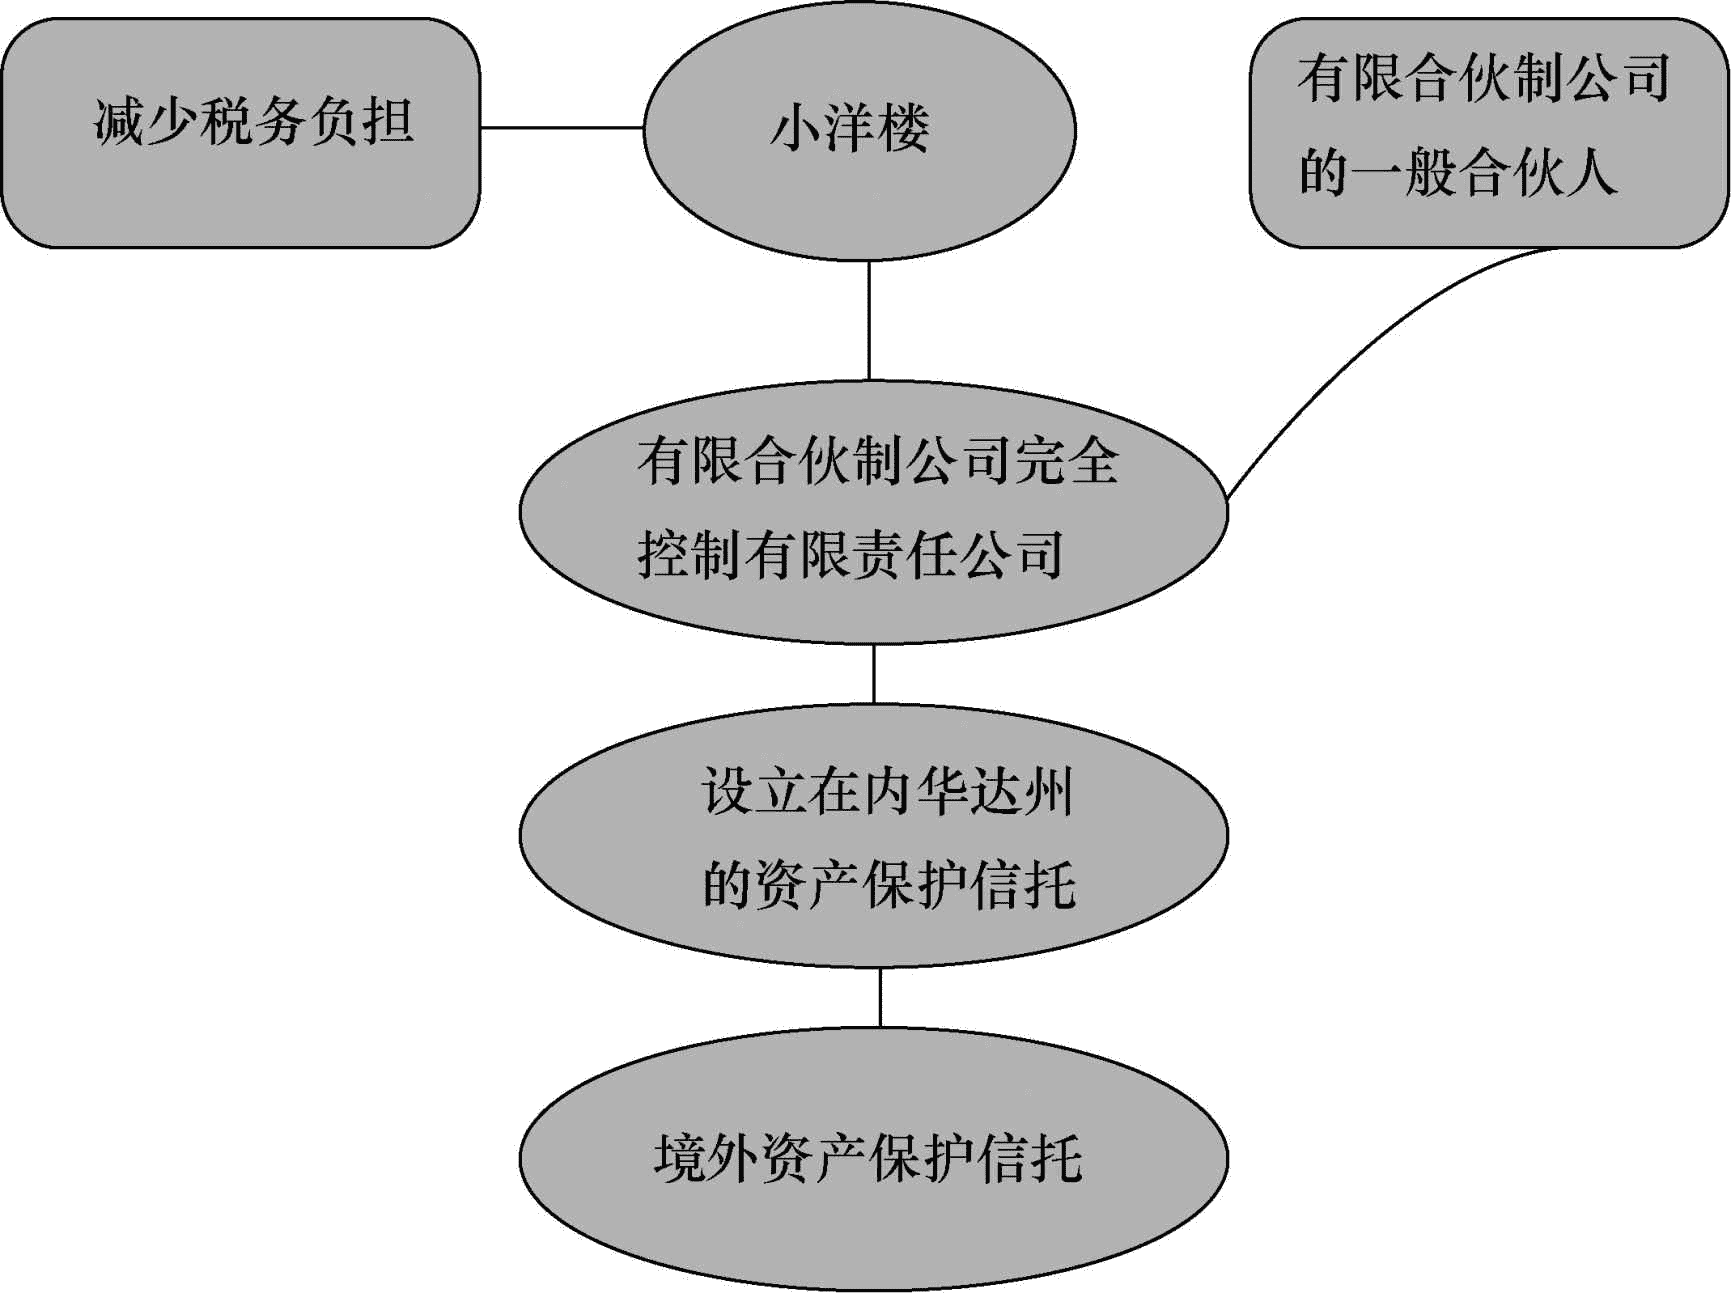 减少税务负担
小洋楼
有限合伙制公司
的一般合伙人
有限合伙制公司完全
控制有限责任公司
设立在内华达州
的资产保护信托
境外资产保护信托